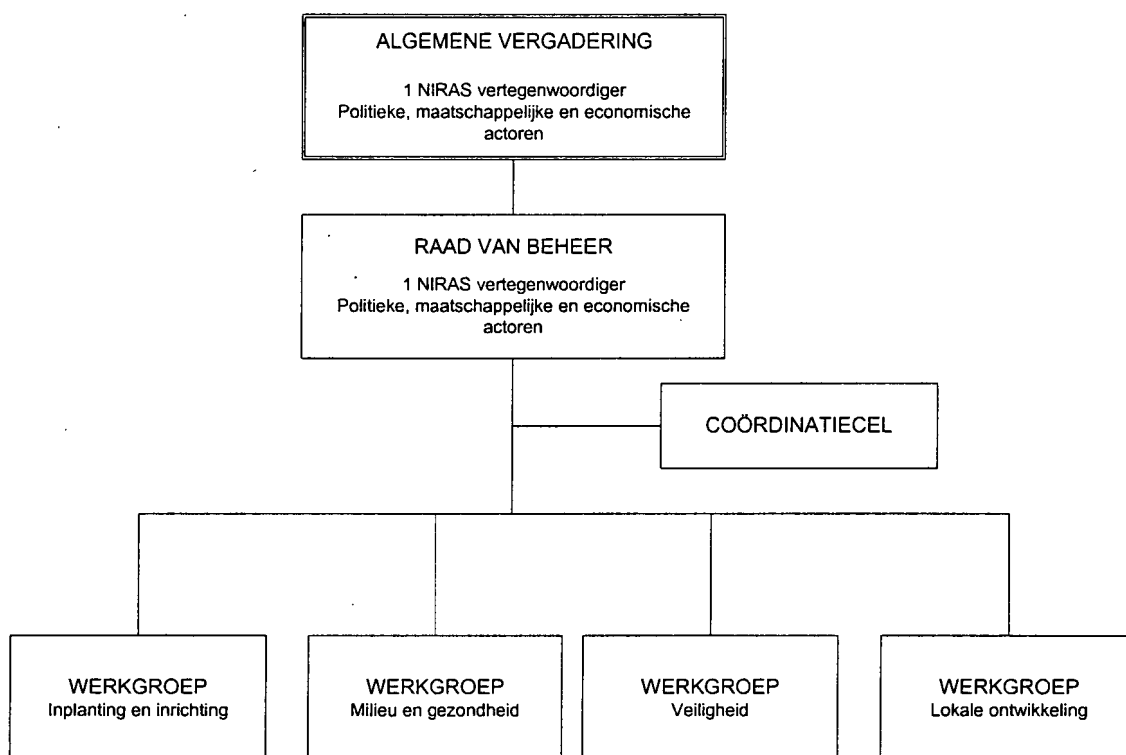 ALGEMENE VERGADERING
1 NIRAS vertegenwoordiger
Politieke, maatschappelijke en economische
actoren
RAAD VAN BEHEER
1 NIRAS vertegenwoordiger
Politieke, maatschappelijke en economische
actoren
COÖRDINATIECEL
WERKGROEP
Inplanting en inrichting
WERKGROEP
Milieu en gezondheid
WERKGROEP
Veiligheid
WERKGROEP
Lokale ontwikkeling